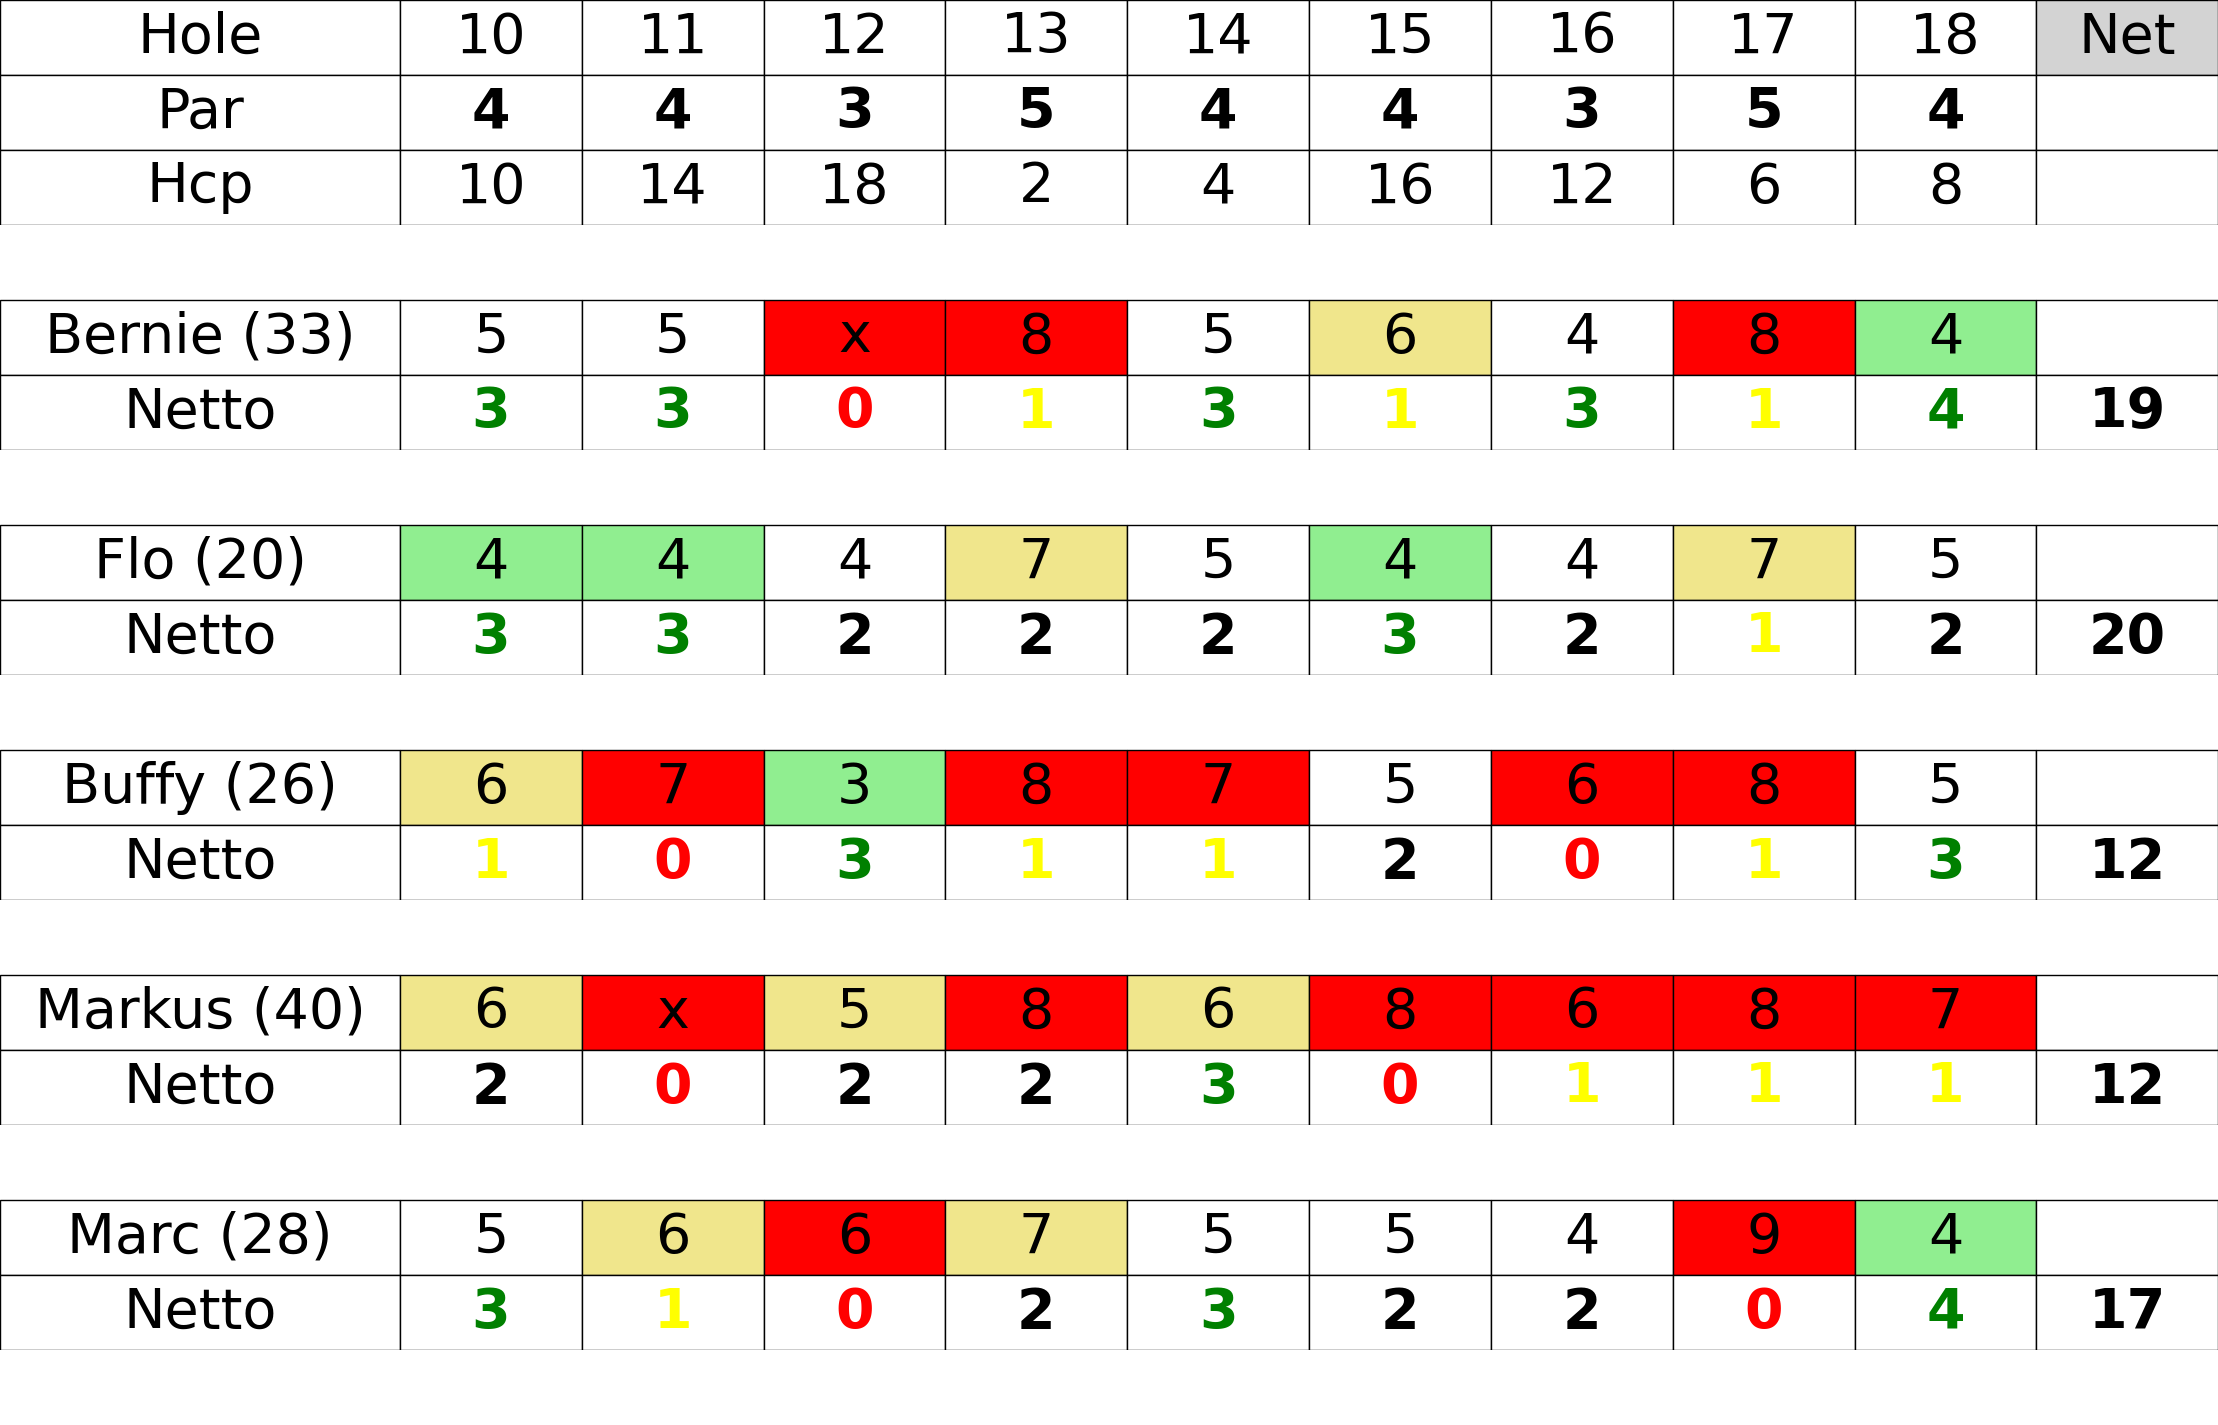 Hole 10 11 12 13 14 15 16 17 18 Net
Par 4 4 3 5 4 4 3 5 4
Hcp 10 14 18 2 4 16 12 6 8
Bernie (33) 5 5 x 8 5 6 4 8 4
Netto 3 3 0 1 3 1 3 1 4 19
Flo (20) 4 4 4 7 5 4 4 7 5
Netto 3 3 2 2 2 3 2 1 2 20
Buffy (26) 6 7 3 8 7 5 6 8 5
Netto 1 0 3 1 1 2 0 1 3 12
Markus (40) 6 x 5 8 6 8 6 8 7
Netto 2 0 2 2 3 0 1 1 1 12
Marc (28) 5 6 6 7 5 5 4 9 4
Netto 3 1 0 2 3 2 2 0 4 17